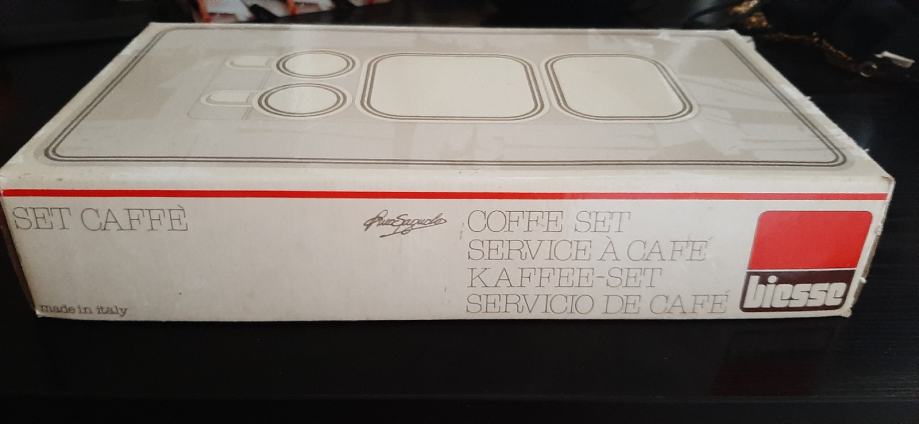 SET CAFFÈ
COFFE SET
SERVICE À CAFÉ
KAFFEE-SET
SERVICIO DE CAFÉ
biesse
made in italy